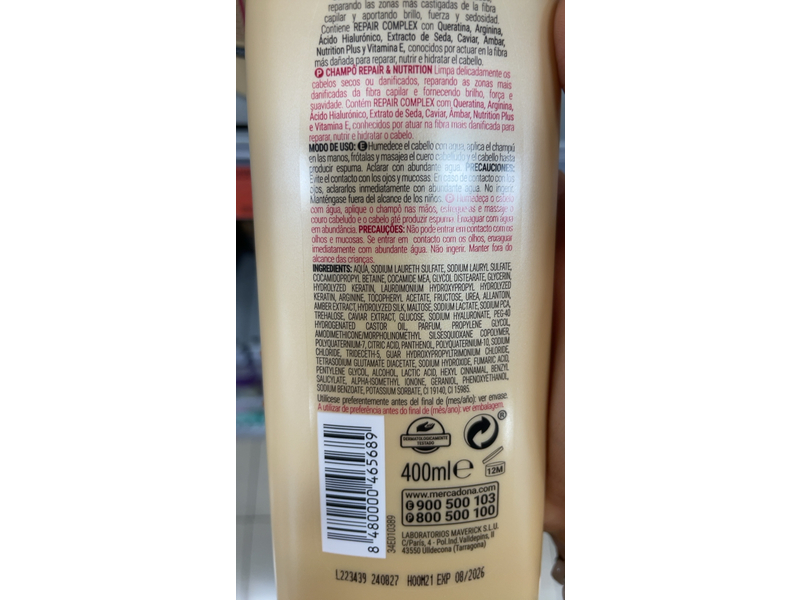 reparando las zonas más castigadas de la fibra
capilar y aportando brillo, fuerza y sedosidad.
Contiene REPAIR COMPLEX con Queratina, Arginina,
Ácido Hialurónico, Extracto de Seda, Caviar, Ámbar,
Nutrition Plus y Vitamina E, conocidos por actuar en la fibra
más dañada para reparar, nutrir e hidratar el cabello.
P CHAMPÔ REPAIR & NUTRITION Limpa delicadamente os
cabelos secos ou danificados, reparando as zonas mais
danificadas da fibra capilar e fornecendo brilho, força e
suavidade. Contém REPAIR COMPLEX com Queratina, Arginina,
Ácido Hialurónico, Extrato de Seda, Caviar, Âmbar, Nutrition Plus
e Vitamina E, conhecidos por atuar na fibra mais danificada para
reparar, nutrir e hidratar o cabelo.
MODO DE USO: E Humedece el cabello con agua, aplica el champú
en las manos, frótalas y masajea el cuero cabelludo y el cabello hasta
producir espuma. Aclarar con abundante agua. PRECAUCIONES:
Evite el contacto con los ojos y mucosas. En caso de contacto con los
ojos, aclararlos inmediatamente con abundante agua. No ingerir.
Manténgase fuera del alcance de los niños. P Humedeça o cabelo
com água, aplique o champô nas mãos, esfregue-as e massaje o
couro cabeludo e o cabelo até produzir espuma. Enxaguar com água
em abundância. PRECAUÇÕES: Não pode entrar em contacto com os
olhos e mucosas. Se entrar em contacto com os olhos, enxaguar
imediatamente com abundante água. Não ingerir. Manter fora do
alcance das crianças.
INGREDIENTS: AQUA, SODIUM LAURETH SULFATE, SODIUM LAURYL SULFATE,
COCAMIDOPROPYL BETAINE, COCAMIDE MEA, GLYCOL DISTEARATE, GLYCERIN,
HYDROLYZED KERATIN, LAURDIMONIUM HYDROXYPROPYL HYDROLYZED
KERATIN, ARGININE, TOCOPHERYL ACETATE, FRUCTOSE, UREA, ALLANTOIN,
AMBER EXTRACT, HYDROLYZED SILK, MALTOSE, SODIUM LACTATE, SODIUM PCA,
TREHALOSE, CAVIAR EXTRACT, GLUCOSE, SODIUM HYALURONATE, PEG-40
HYDROGENATED CASTOR OIL, PARFUM, PROPYLENE GLYCOL,
AMODIMETHICONE/MORPHOLINOMETHYL SILSESQUIOXANE COPOLYMER,
POLYQUATERNIUM-7, CITRIC ACID, PANTHENOL, POLYQUATERNIUM-10, SODIUM
CHLORIDE, TRIDECETH-5, GUAR HYDROXYPROPYLTRIMONIUM CHLORIDE,
TETRASODIUM GLUTAMATE DIACETATE, SODIUM HYDROXIDE, FUMARIC ACID,
PENTYLENE GLYCOL, ALCOHOL, LACTIC ACID, HEXYL CINNAMAL, BENZYL
SALICYLATE, ALPHA-ISOMETHYL IONONE, GERANIOL, PHENOXYETHANOL,
SODIUM BENZOATE, POTASSIUM SORBATE, CI 19140, CI 15985.
Utilícese preferentemente antes del final de (mes/año): ver envase.
A utilizar de preferência antes do final de (mês/ano): ver embalagem.
DERMATOLÓGICAMENTE
TESTADO
®
400ml e
12M
www.mercadona.com
E 900 500 103
P 800 500 100
LABORATORIOS MAVERICK S.L.U.
C/París, 4 - Pol.Ind.Valldepins, II
43550 Ulldecona (Tarragona)
8 480000 465689
34E010389
L223439 240827 H00M21 EXP 08/2026